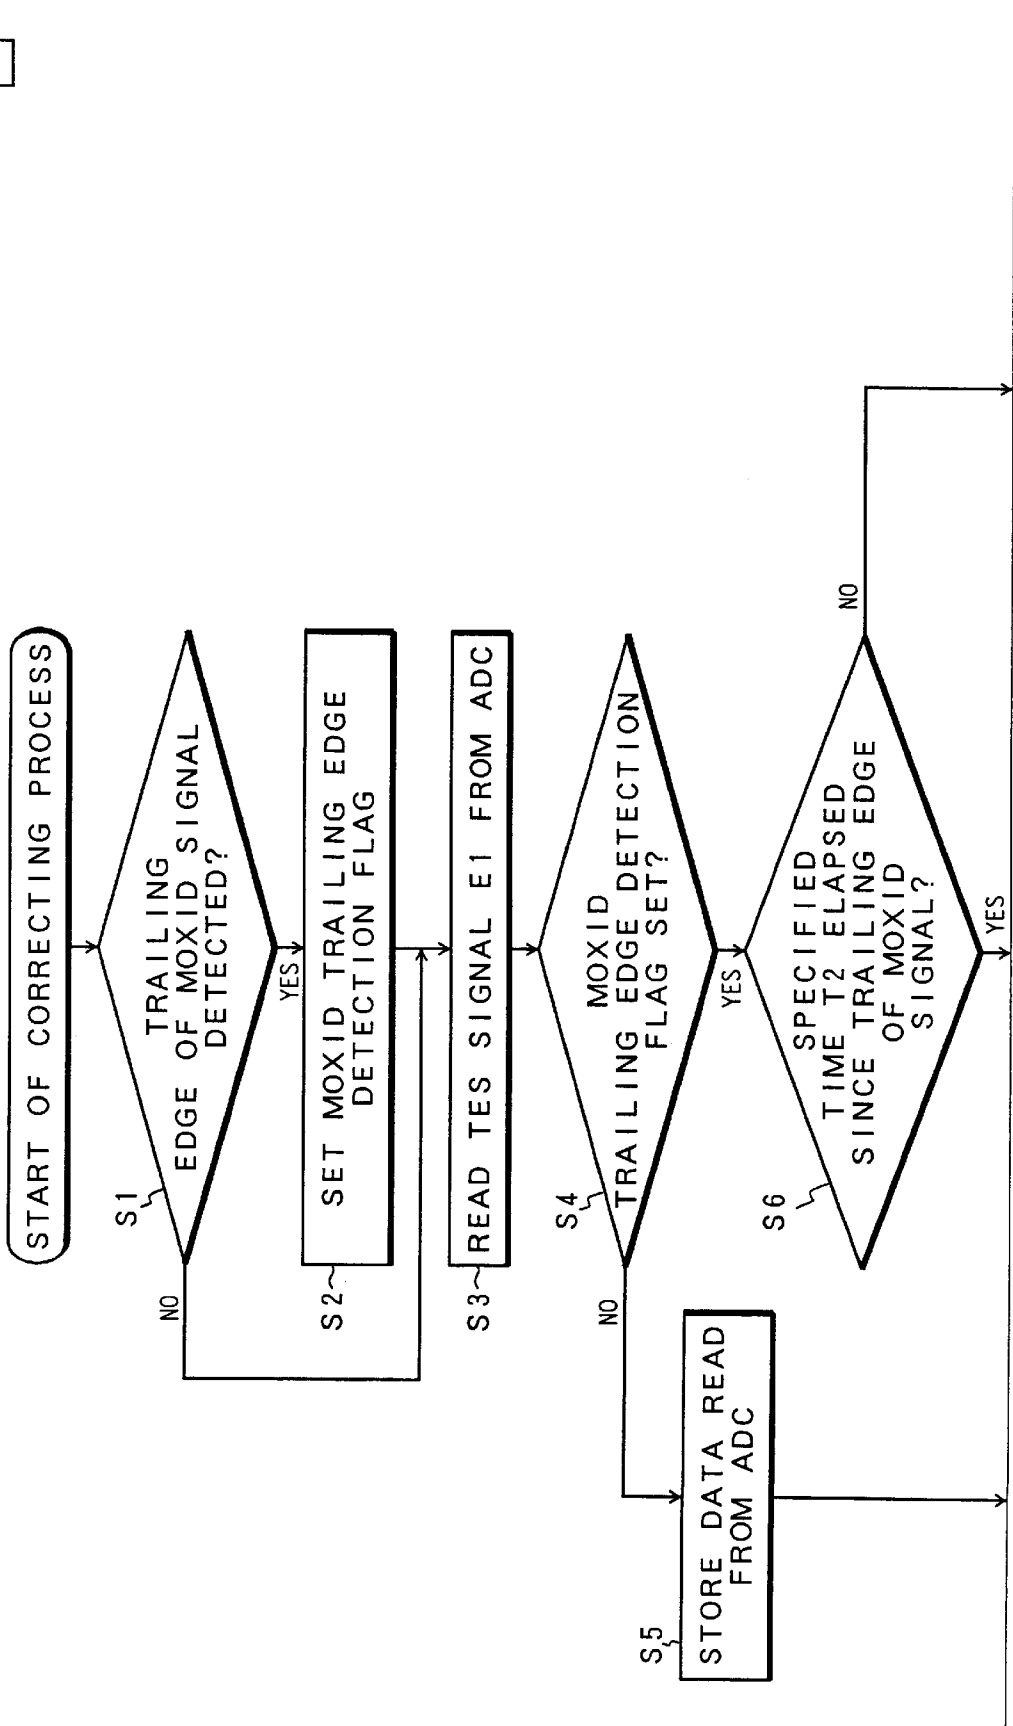 START OF CORRECTING PROCESS
S1
TRAILING
EDGE OF MOXID SIGNAL
DETECTED?
NO
YES
S2
SET MOXID TRAILING EDGE
DETECTION FLAG
S3
READ TES SIGNAL E1 FROM ADC
S4
MOXID
TRAILING EDGE DETECTION
FLAG SET?
NO
YES
S5
STORE DATA READ
FROM ADC
S6
SPECIFIED
TIME T2 ELAPSED
SINCE TRAILING EDGE
OF MOXID
SIGNAL?
NO
YES